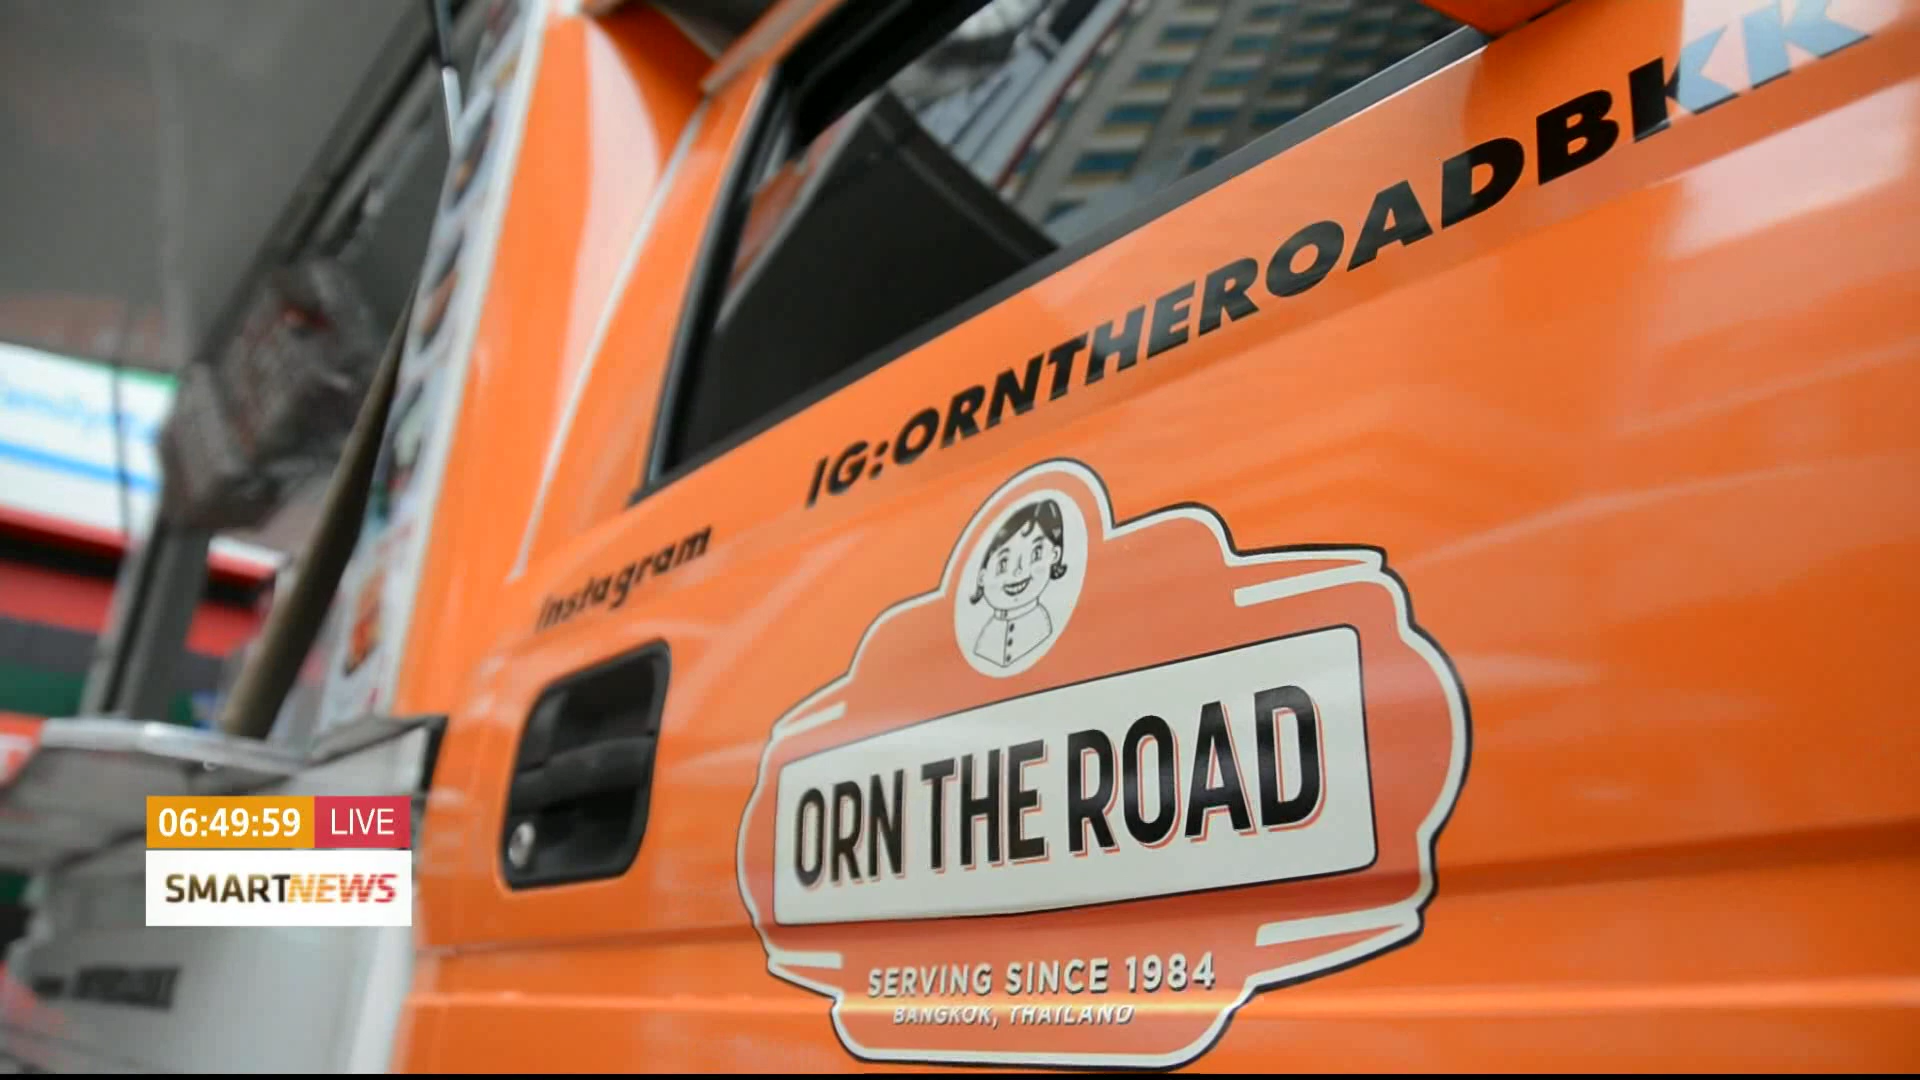 IG:ORNTHEROADBKK
instagram
ORN THE ROAD
SERVING SINCE 1984
BANGKOK, THAILAND
06:49:59 LIVE
SMARTNEWS